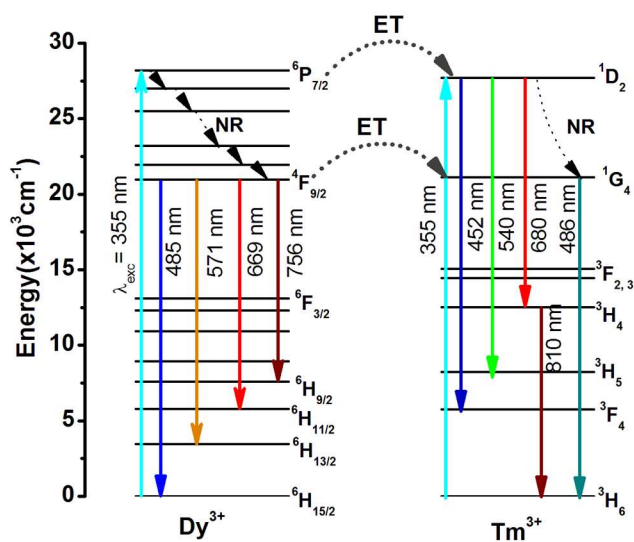 Energy(x10³cm⁻¹)
30
25
20
15
10
5
0
ET
ET
NR
NR
⁶P₇/₂
⁴F₉/₂
⁶F₃/₂
⁶H₉/₂
⁶H₁₁/₂
⁶H₁₃/₂
⁶H₁₅/₂
λexc = 355 nm
485 nm
571 nm
669 nm
756 nm
Dy³⁺
¹D₂
¹G₄
³F₂,₃
³H₄
³H₅
³F₄
³H₆
355 nm
452 nm
540 nm
680 nm
486 nm
810 nm
Tm³⁺